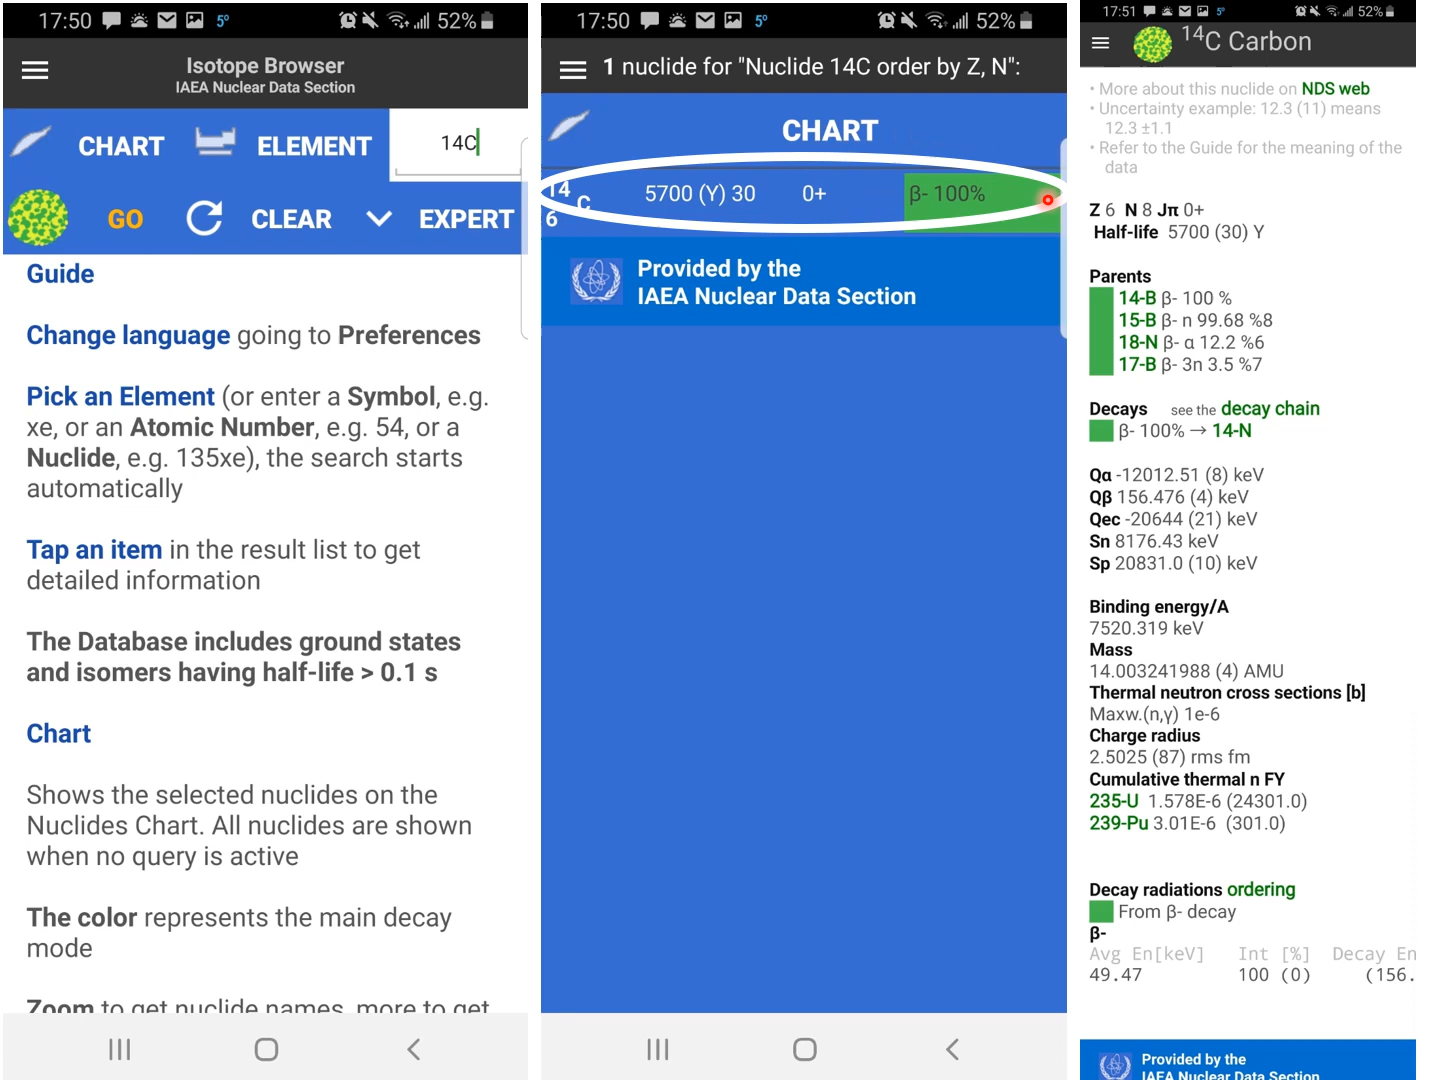 17:50 5° 52%
Isotope Browser
IAEA Nuclear Data Section
CHART ELEMENT 14C
GO CLEAR EXPERT
Guide
Change language going to Preferences
Pick an Element (or enter a Symbol, e.g.
xe, or an Atomic Number, e.g. 54, or a
Nuclide, e.g. 135xe), the search starts
automatically
Tap an item in the result list to get
detailed information
The Database includes ground states
and isomers having half-life > 0.1 s
Chart
Shows the selected nuclides on the
Nuclides Chart. All nuclides are shown
when no query is active
The color represents the main decay
mode
Zoom to get nuclide names, more to get
17:50 5° 52%
1 nuclide for "Nuclide 14C order by Z, N":
CHART
14 6 C 5700 (Y) 30 0+ β- 100%
Provided by the
IAEA Nuclear Data Section
17:51 5° 52%
14C Carbon
• More about this nuclide on NDS web
• Uncertainty example: 12.3 (11) means
12.3 ±1.1
• Refer to the Guide for the meaning of the
data
Z 6 N 8 Jπ 0+
Half-life 5700 (30) Y
Parents
14-B β- 100 %
15-B β- n 99.68 %8
18-N β- α 12.2 %6
17-B β- 3n 3.5 %7
Decays see the decay chain
β- 100% → 14-N
Qα -12012.51 (8) keV
Qβ 156.476 (4) keV
Qec -20644 (21) keV
Sn 8176.43 keV
Sp 20831.0 (10) keV
Binding energy/A
7520.319 keV
Mass
14.003241988 (4) AMU
Thermal neutron cross sections [b]
Maxw.(n,γ) 1e-6
Charge radius
2.5025 (87) rms fm
Cumulative thermal n FY
235-U 1.578E-6 (24301.0)
239-Pu 3.01E-6 (301.0)
Decay radiations ordering
From β- decay
β-
Avg En[keV] Int [%] Decay En
49.47 100 (0) (156.
Provided by the
IAEA Nuclear Data Section